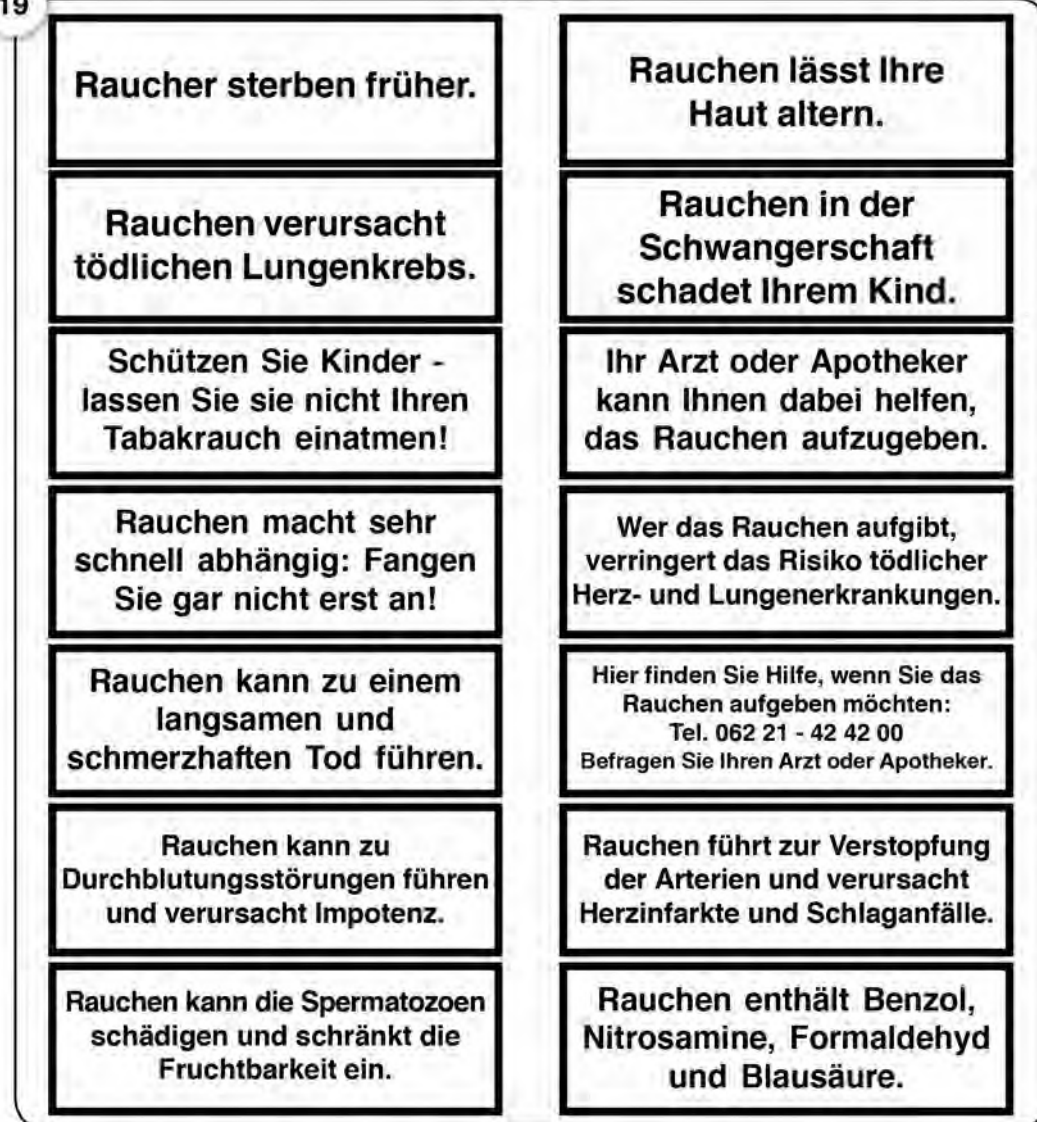 19
Raucher sterben früher.
Rauchen lässt Ihre
Haut altern.
Rauchen verursacht
tödlichen Lungenkrebs.
Rauchen in der
Schwangerschaft
schadet Ihrem Kind.
Schützen Sie Kinder -
lassen Sie sie nicht Ihren
Tabakrauch einatmen!
Ihr Arzt oder Apotheker
kann Ihnen dabei helfen,
das Rauchen aufzugeben.
Rauchen macht sehr
schnell abhängig: Fangen
Sie gar nicht erst an!
Wer das Rauchen aufgibt,
verringert das Risiko tödlicher
Herz- und Lungenerkrankungen.
Rauchen kann zu einem
langsamen und
schmerzhaften Tod führen.
Hier finden Sie Hilfe, wenn Sie das
Rauchen aufgeben möchten:
Tel. 062 21 - 42 42 00
Befragen Sie Ihren Arzt oder Apotheker.
Rauchen kann zu
Durchblutungsstörungen führen
und verursacht Impotenz.
Rauchen führt zur Verstopfung
der Arterien und verursacht
Herzinfarkte und Schlaganfälle.
Rauchen kann die Spermatozoen
schädigen und schränkt die
Fruchtbarkeit ein.
Rauchen enthält Benzol,
Nitrosamine, Formaldehyd
und Blausäure.